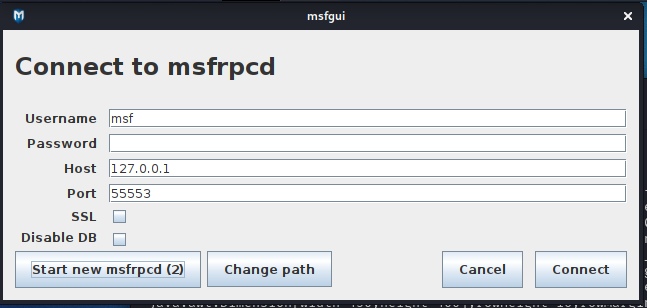 msfgui
Connect to msfrpcd
Username msf
Password
Host 127.0.0.1
Port 55553
SSL
Disable DB
Start new msfrpcd (2) Change path Cancel Connect